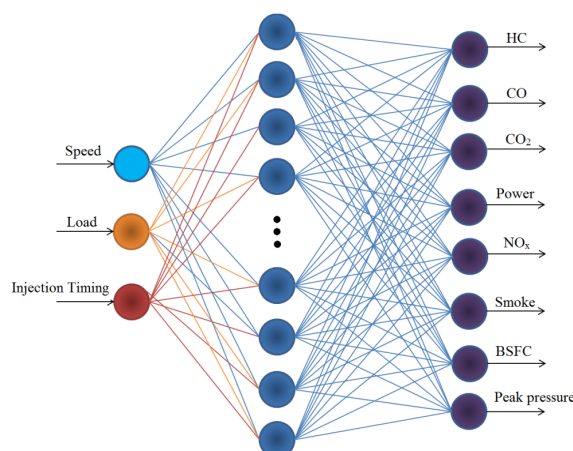 Speed
Load
Injection Timing
HC
CO
CO₂
Power
NOₓ
Smoke
BSFC
Peak pressure